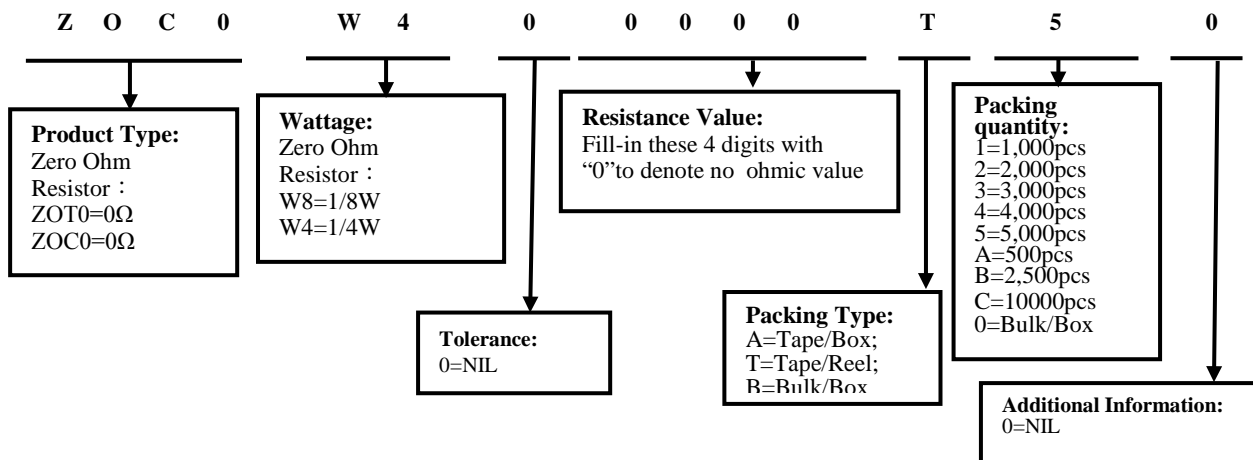 Z O C 0 W 4 0 0 0 0 0 T 5 0
Product Type:
Zero Ohm
Resistor：
ZOT0=0Ω
ZOC0=0Ω
Wattage:
Zero Ohm
Resistor：
W8=1/8W
W4=1/4W
Resistance Value:
Fill-in these 4 digits with
“0”to denote no ohmic value
Packing
quantity:
1=1,000pcs
2=2,000pcs
3=3,000pcs
4=4,000pcs
5=5,000pcs
A=500pcs
B=2,500pcs
C=10000pcs
0=Bulk/Box
Tolerance:
0=NIL
Packing Type:
A=Tape/Box;
T=Tape/Reel;
B=Bulk/Box
Additional Information:
0=NIL